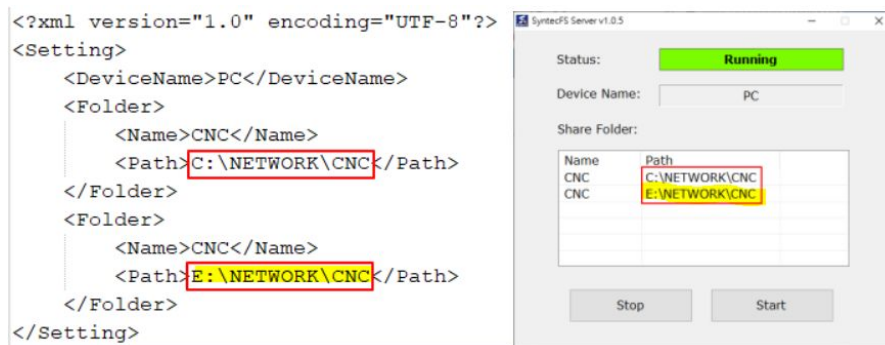 <?xml version="1.0" encoding="UTF-8"?>
<Setting>
<DeviceName>PC</DeviceName>
<Folder>
<Name>CNC</Name>
<Path>C:\NETWORK\CNC</Path>
</Folder>
<Folder>
<Name>CNC</Name>
<Path>E:\NETWORK\CNC</Path>
</Folder>
</Setting>
SyntecFS Server v1.0.5
Status: Running
Device Name: PC
Share Folder:
Name Path
CNC C:\NETWORK\CNC
CNC E:\NETWORK\CNC
Stop Start